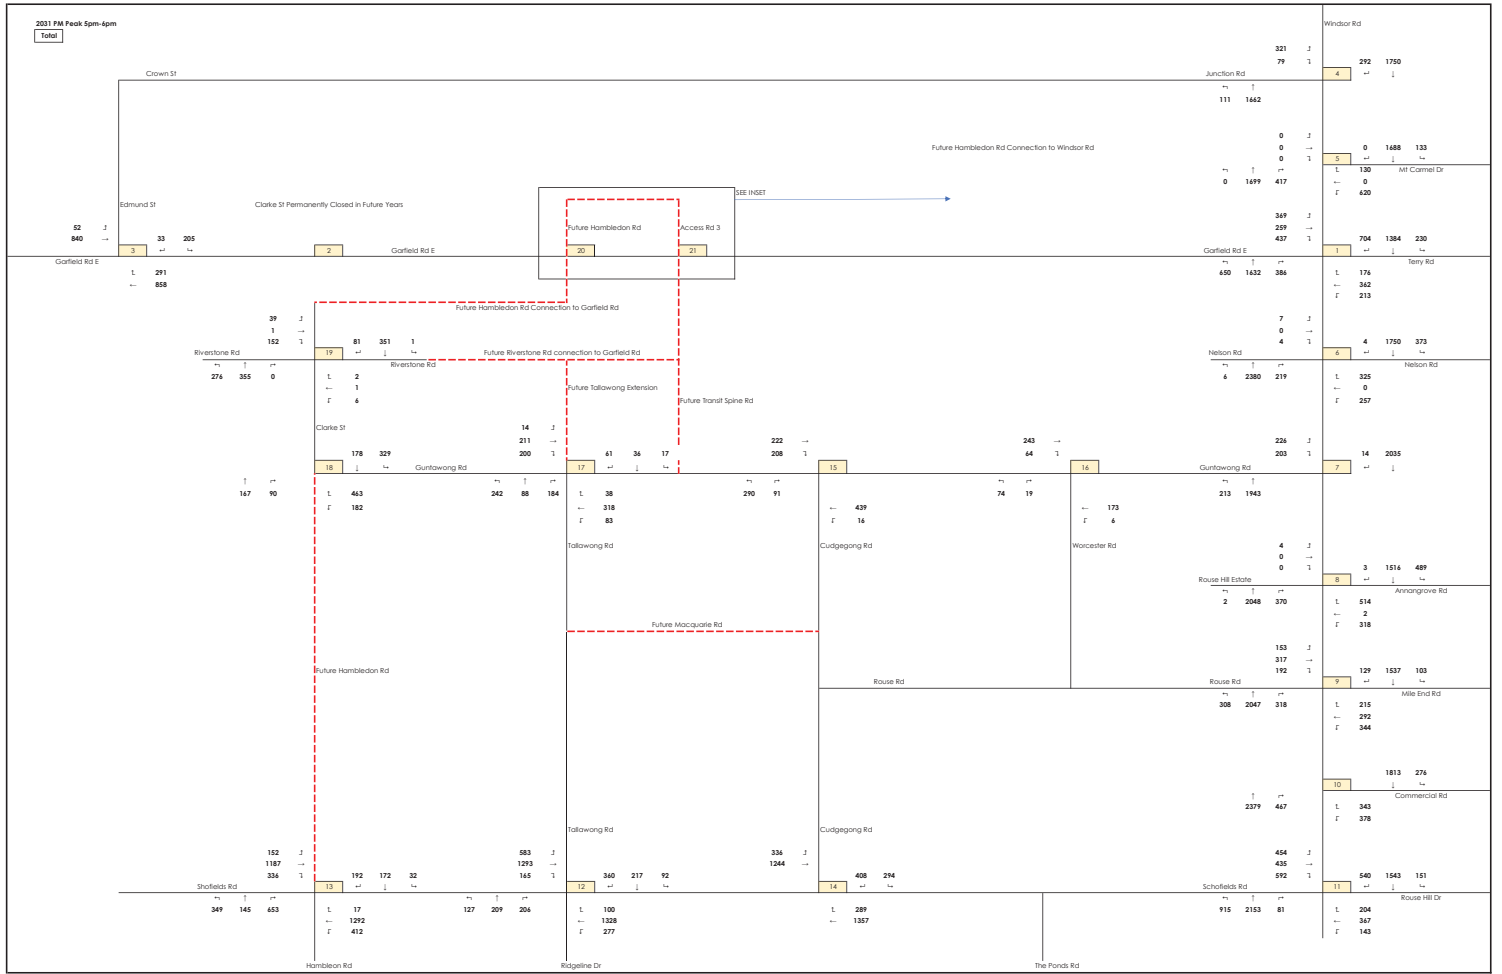 2031 PM Peak 5pm-6pm
Total
Windsor Rd
321
79
4 292 1750
Crown St
Junction Rd
111 1662
Future Hambledon Rd Connection to Windsor Rd
0
0
0
5 0 1688 133
Mt Carmel Dr
0 1699 417
130
0
620
SEE INSET
Edmund St
Clarke St Permanently Closed in Future Years
Future Hambledon Rd
Access Rd 3
52
840
3 33 205
2
Garfield Rd E
20
21
369
259
437
Garfield Rd E
1 704 1384 230
Garfield Rd E
Terry Rd
291
858
650 1632 386
176
362
213
Future Hambledon Rd Connection to Garfield Rd
39
1
152
19 81 351 1
Riverstone Rd
Riverstone Rd
Future Riverstone Rd connection to Garfield Rd
7
0
4
6 4 1750 373
Nelson Rd
Nelson Rd
276 355 0
2
1
6
6 2380 219
325
0
257
Future Tallawong Extension
Future Transit Spine Rd
Clarke St
18 178 329
Guntawong Rd
14
211
200
17 61 36 17
222
208
15
243
64
16
Guntawong Rd
226
203
7 14 2035
167 90
463
182
242 88 184
38
318
83
290 91
439
16
74 19
173
6
213 1943
Tallawong Rd
Cudgegong Rd
Worcester Rd
4
0
0
8 3 1516 489
Rouse Hill Estate
Annangrove Rd
2 2048 370
514
2
318
Future Macquarie Rd
Future Hambledon Rd
153
317
192
9 129 1537 103
Rouse Rd
Rouse Rd
Mile End Rd
308 2047 318
215
292
344
10 1813 276
Commercial Rd
2379 467
343
378
Tallawong Rd
Cudgegong Rd
152
1187
336
13 192 172 32
583
1293
165
12 360 217 92
336
1244
14 408 294
454
435
592
11 540 1543 151
Shofields Rd
Schofields Rd
Rouse Hill Dr
349 145 653
17
1292
412
127 209 206
100
1328
277
289
1357
915 2153 81
204
367
143
Hambleon Rd
Ridgeline Dr
The Ponds Rd